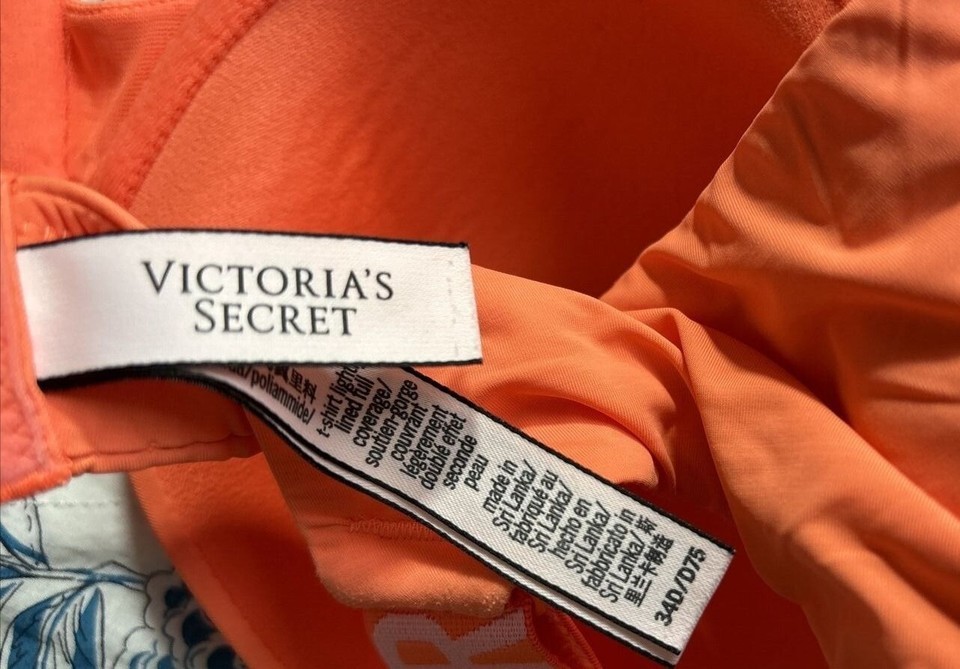 VICTORIA'S
SECRET
/poliammide/
t-shirt lightly
lined full
coverage/
soutien-gorge
couvrant
légèrement
doublé effet
seconde
peau
made in
Sri Lanka/
fabriqué au
Sri Lanka/
hecho en
Sri Lanka/
fabbricato in
Sri Lanka/ 斯
里兰卡制造
34D/D75
R